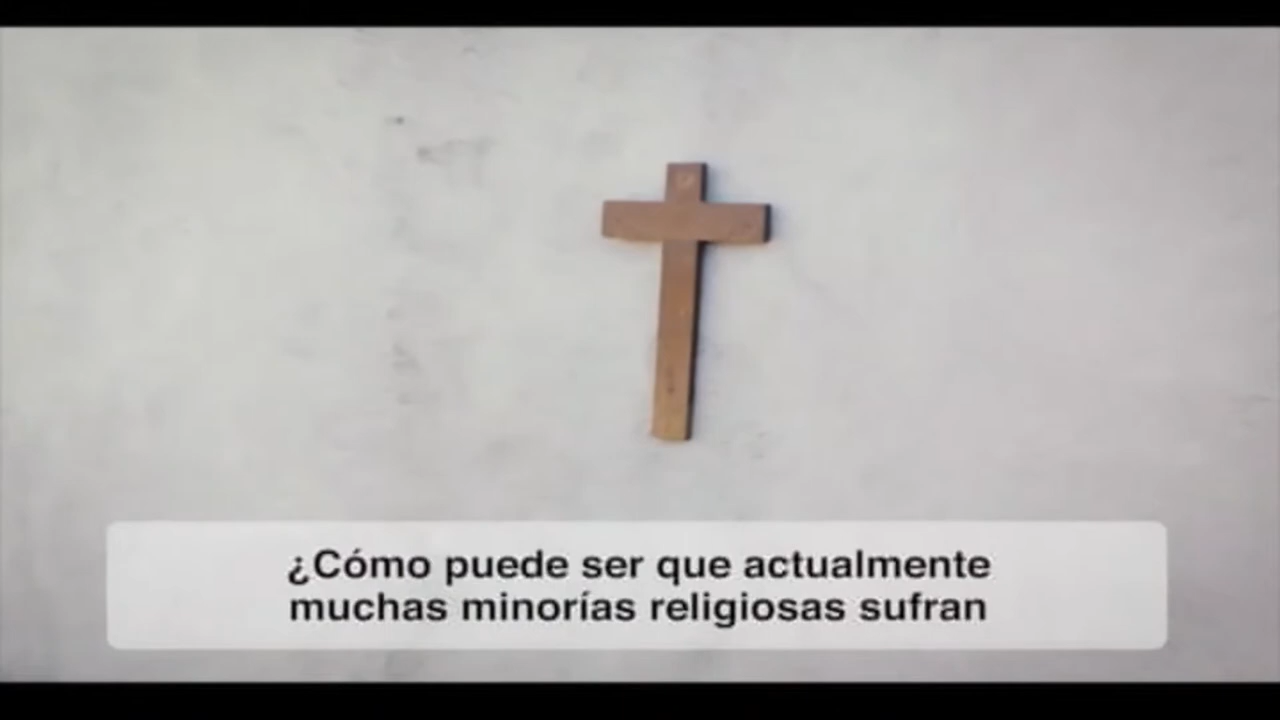 ¿Cómo puede ser que actualmente
muchas minorías religiosas sufran